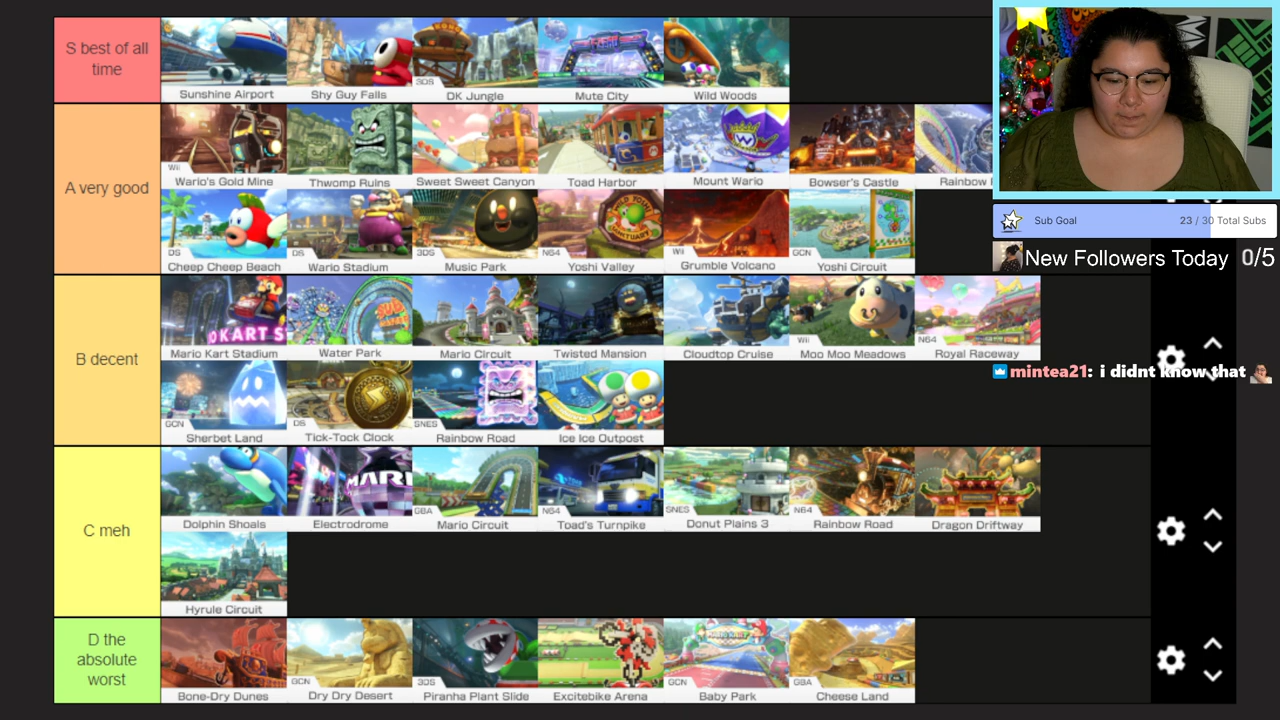 S best of all
time
Sunshine Airport
Shy Guy Falls
3DS
DK Jungle
Mute City
Wild Woods
A very good
Wii
Wario's Gold Mine
Thwomp Ruins
Sweet Sweet Canyon
N64
Toad Harbor
Mount Wario
Bowser's Castle
Rainbow R
DS
Cheep Cheep Beach
DS
Wario Stadium
3DS
Music Park
N64
Yoshi Valley
Wii
Grumble Volcano
GCN
Yoshi Circuit
B decent
Mario Kart Stadium
Water Park
Mario Circuit
Twisted Mansion
Cloudtop Cruise
Wii
Moo Moo Meadows
N64
Royal Raceway
GCN
Sherbet Land
DS
Tick-Tock Clock
SNES
Rainbow Road
Ice Ice Outpost
C meh
Dolphin Shoals
Electrodrome
GBA
Mario Circuit
N64
Toad's Turnpike
SNES
Donut Plains 3
N64
Rainbow Road
Dragon Driftway
Hyrule Circuit
D the
absolute
worst
Bone-Dry Dunes
GCN
Dry Dry Desert
3DS
Piranha Plant Slide
Excitebike Arena
GCN
Baby Park
GBA
Cheese Land
Sub Goal
23 / 30 Total Subs
New Followers Today 0/5
mintea21: i didnt know that